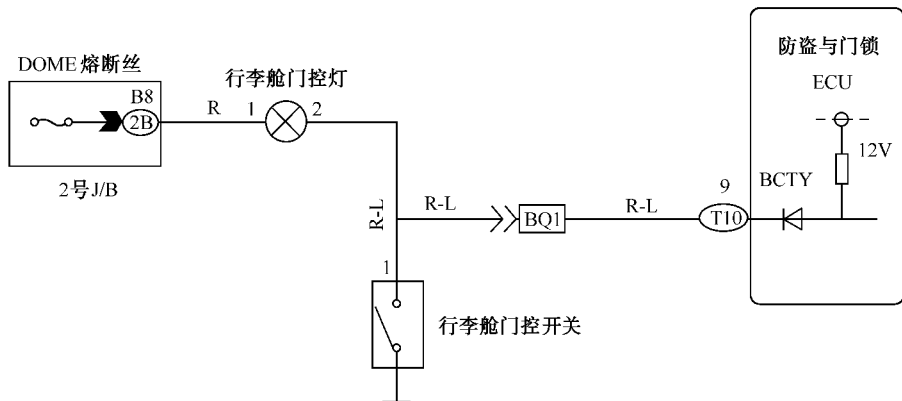 DOME熔断丝
B8
2B
2号J/B
R
行李舱门控灯
1
2
R-L
R-L
BQ1
R-L
1
行李舱门控开关
防盗与门锁
ECU
12V
BCTY
9
T10